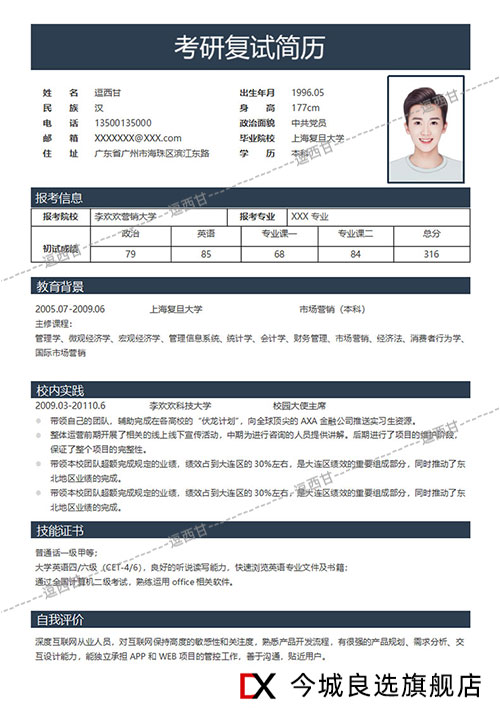 考研复试简历
姓 名 逗西甘 出生年月 1996.05
民 族 汉 身 高 177cm
电 话 13500135000 政治面貌 中共党员
邮 箱 XXXXXXX@XXX.com 毕业院校 上海复旦大学
住 址 广东省广州市海珠区滨江东路 学 历 本科
报考信息
报考院校 李欢欢营销大学 报考专业 XXX 专业
初试成绩 政治 英语 专业课一 专业课二 总分
79 85 68 84 316
教育背景
2005.07-2009.06 上海复旦大学 市场营销（本科）
主修课程：
管理学、微观经济学、宏观经济学、管理信息系统、统计学、会计学、财务管理、市场营销、经济法、消费者行为学、
国际市场营销
校内实践
2009.03-20110.6 李欢欢科技大学 校园大使主席
带领自己的团队，辅助完成在各高校的“伏龙计划”，向全球顶尖的 AXA 金融公司推送实习生资源。
整体运营前期开展了相关的线上线下宣传活动，中期为进行咨询的人员提供讲解。后期进行了项目的维护阶段，
保证了整个项目的完整性。
带领本校团队超额完成规定的业绩，绩效占到大连区的 30%左右，是大连区绩效的重要组成部分，同时推动了东
北地区业绩的完成。
带领本校团队超额完成规定的业绩，绩效占到大连区的 30%左右，是大连区绩效的重要组成部分，同时推动了东
北地区业绩的完成。
技能证书
普通话一级甲等；
大学英语四/六级（CET-4/6），良好的听说读写能力，快速浏览英语专业文件及书籍；
通过全国计算机二级考试，熟练运用 office 相关软件。
自我评价
深度互联网从业人员，对互联网保持高度的敏感性和关注度，熟悉产品开发流程，有很强的产品规划、需求分析、交
互设计能力，能独立承担 APP 和 WEB 项目的管控工作，善于沟通，贴近用户。
逗西甘
逗西甘
逗西甘
逗西甘
逗西甘
逗西甘
DX 今城良选旗舰店